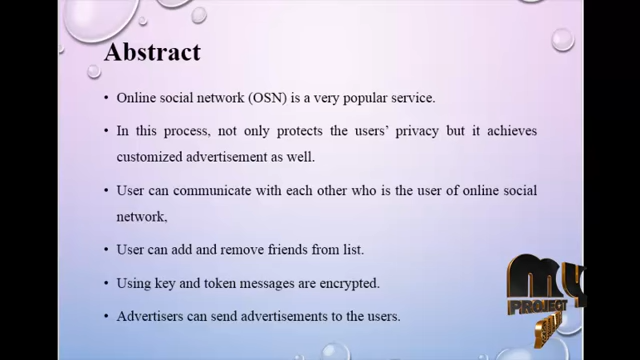 Abstract
• Online social network (OSN) is a very popular service.
• In this process, not only protects the users' privacy but it achieves
customized advertisement as well.
• User can communicate with each other who is the user of online social
network,
• User can add and remove friends from list.
• Using key and token messages are encrypted.
• Advertisers can send advertisements to the users.
MY
PROJECT